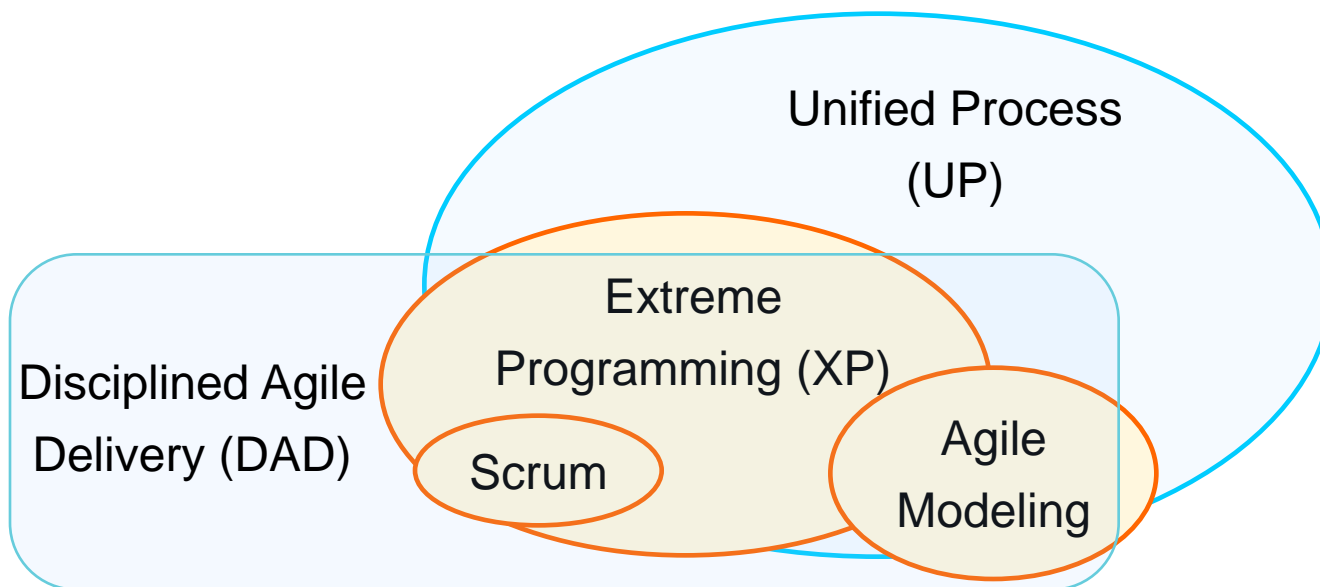 Unified Process
(UP)
Extreme
Programming (XP)
Disciplined Agile
Delivery (DAD)
Scrum
Agile
Modeling